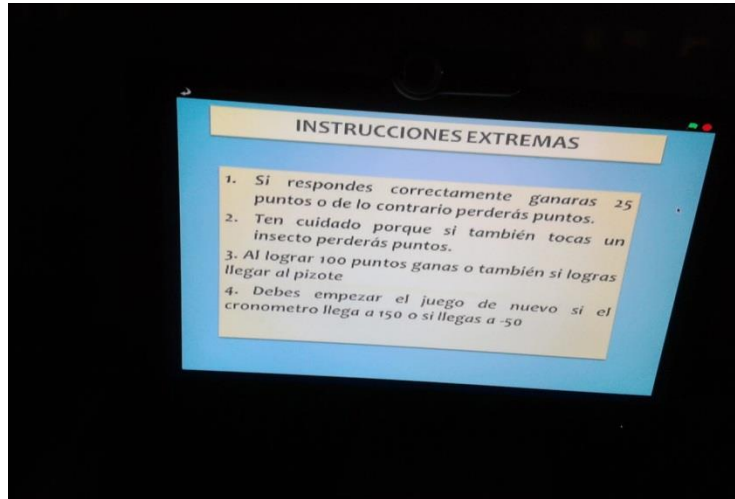 INSTRUCCIONES EXTREMAS
1. Si respondes correctamente ganaras 25
puntos o de lo contrario perderás puntos.
2. Ten cuidado porque si también tocas un
insecto perderás puntos.
3. Al lograr 100 puntos ganas o también si logras
llegar al pizote
4. Debes empezar el juego de nuevo si el
cronometro llega a 150 o si llegas a -50